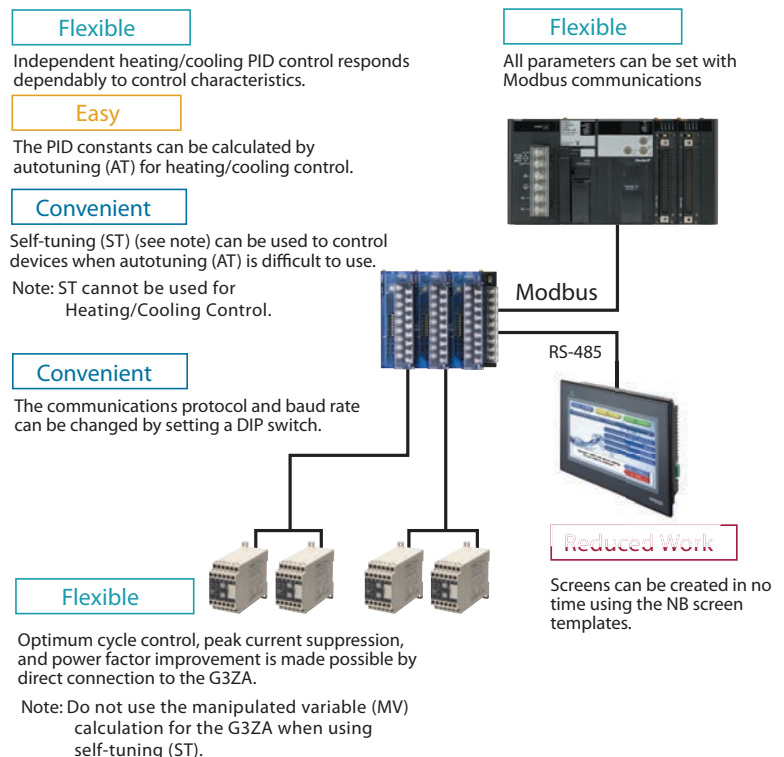 Flexible
Independent heating/cooling PID control responds
dependably to control characteristics.
Easy
The PID constants can be calculated by
autotuning (AT) for heating/cooling control.
Convenient
Self-tuning (ST) (see note) can be used to control
devices when autotuning (AT) is difficult to use.
Note: ST cannot be used for
Heating/Cooling Control.
Convenient
The communications protocol and baud rate
can be changed by setting a DIP switch.
Flexible
All parameters can be set with
Modbus communications
Modbus
RS-485
Reduced Work
Screens can be created in no
time using the NB screen
templates.
Flexible
Optimum cycle control, peak current suppression,
and power factor improvement is made possible by
direct connection to the G3ZA.
Note: Do not use the manipulated variable (MV)
calculation for the G3ZA when using
self-tuning (ST).